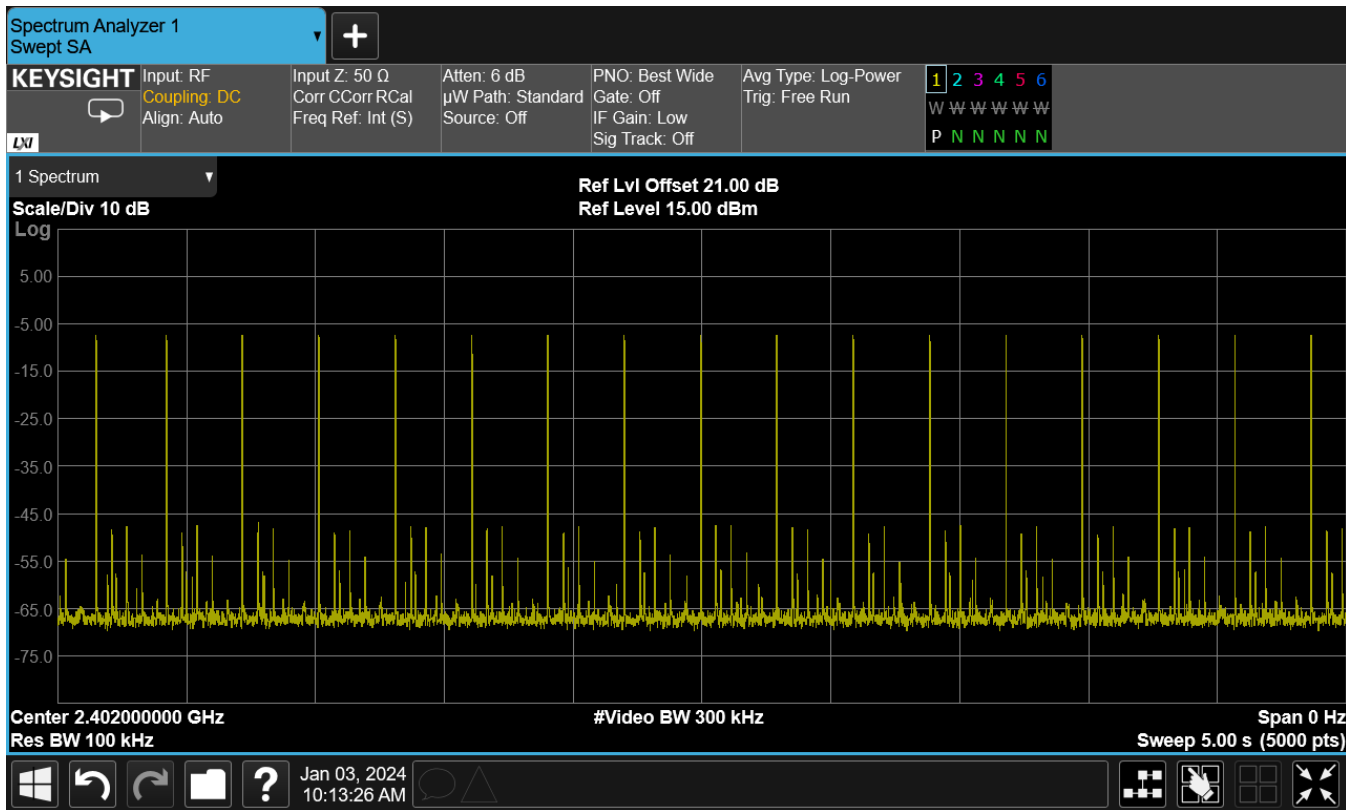 Spectrum Analyzer 1
Swept SA
KEYSIGHT
LXI
Input: RF
Coupling: DC
Align: Auto
Input Z: 50 Ω
Corr CCorr RCal
Freq Ref: Int (S)
Atten: 6 dB
µW Path: Standard
Source: Off
PNO: Best Wide
Gate: Off
IF Gain: Low
Sig Track: Off
Avg Type: Log-Power
Trig: Free Run
1 2 3 4 5 6
W W W W W W
P N N N N N
1 Spectrum
Scale/Div 10 dB
Log
Ref Lvl Offset 21.00 dB
Ref Level 15.00 dBm
5.00
-5.00
-15.0
-25.0
-35.0
-45.0
-55.0
-65.0
-75.0
Center 2.402000000 GHz
Res BW 100 kHz
#Video BW 300 kHz
Span 0 Hz
Sweep 5.00 s (5000 pts)
?
Jan 03, 2024
10:13:26 AM